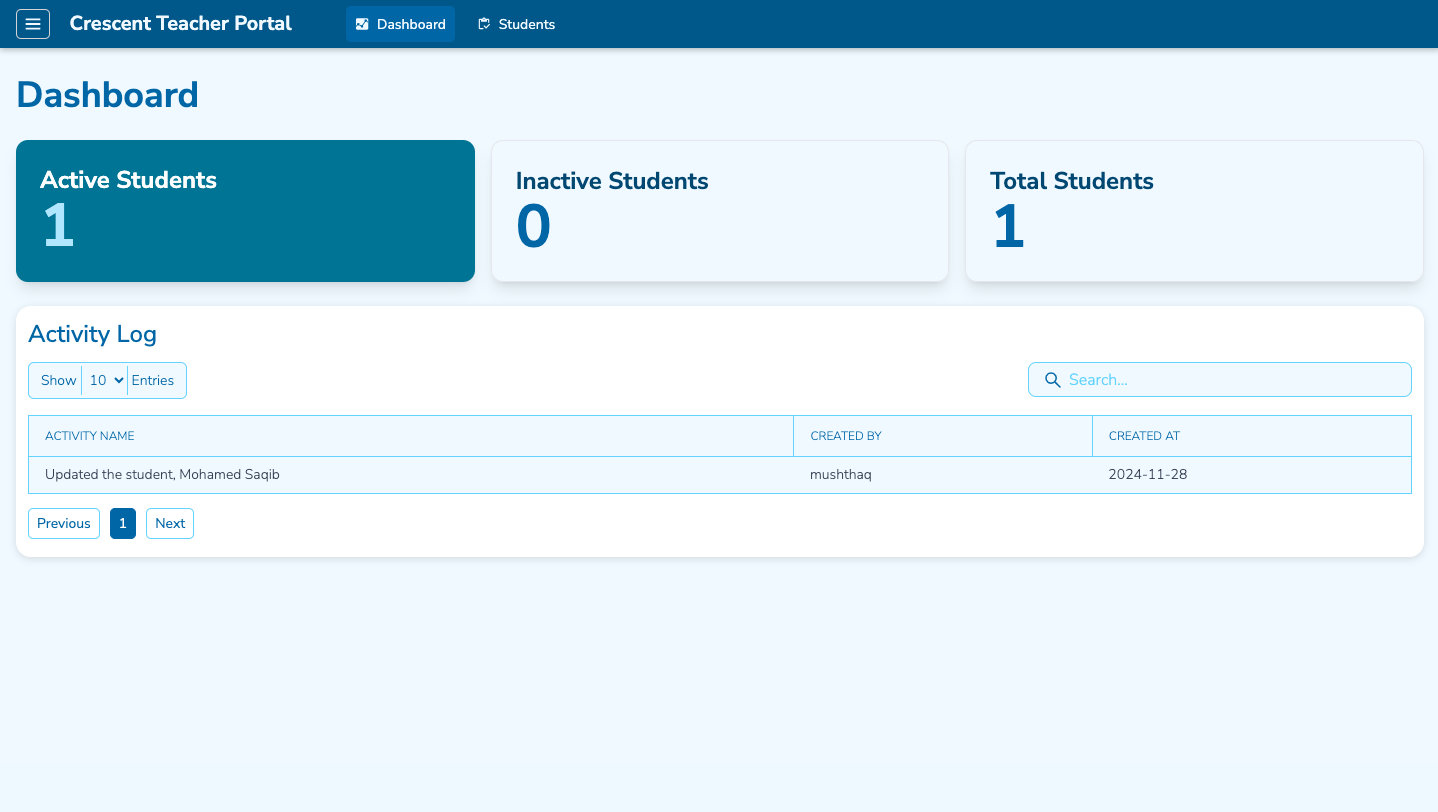 Crescent Teacher Portal Dashboard Students
Dashboard
Active Students
1
Inactive Students
0
Total Students
1
Activity Log
Show 10 Entries
Search...
ACTIVITY NAME CREATED BY CREATED AT
Updated the student, Mohamed Saqib mushthaq 2024-11-28
Previous 1 Next